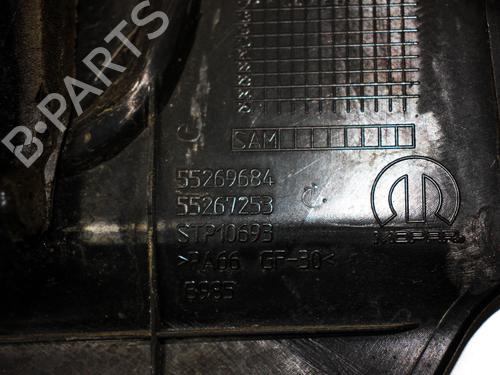 B-PARTS
SAM
55269684
55267253
STP10693
>PA66 GF-30<
MOPAR